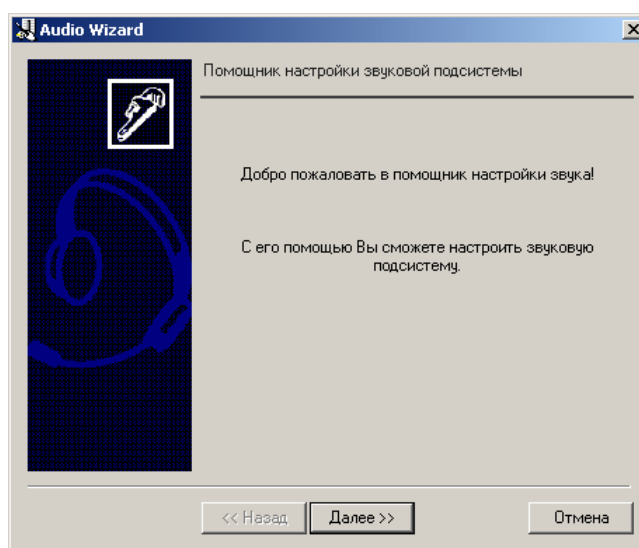 Audio Wizard
Помощник настройки звуковой подсистемы
Добро пожаловать в помощник настройки звука!
С его помощью Вы сможете настроить звуковую
подсистему.
<< Назад
Далее >>
Отмена